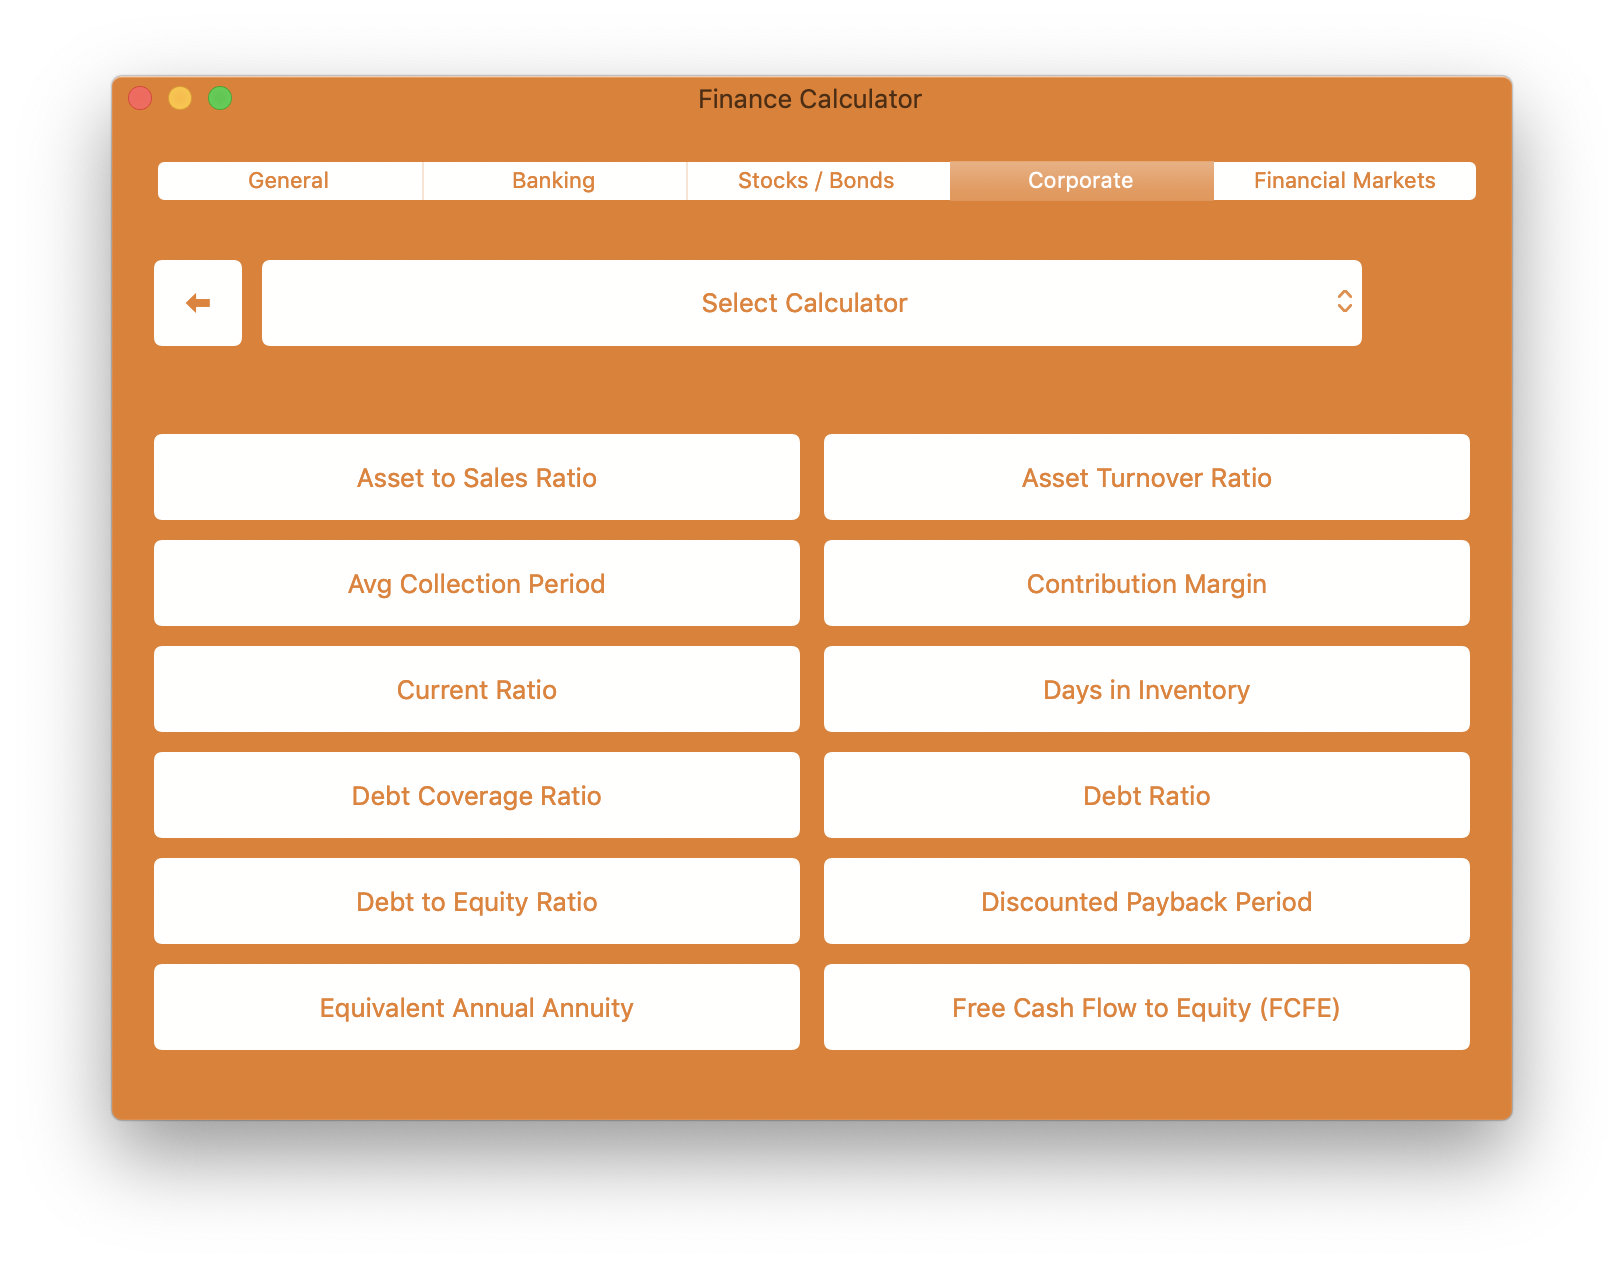 Finance Calculator
General
Banking
Stocks / Bonds
Corporate
Financial Markets
Select Calculator
Asset to Sales Ratio
Asset Turnover Ratio
Avg Collection Period
Contribution Margin
Current Ratio
Days in Inventory
Debt Coverage Ratio
Debt Ratio
Debt to Equity Ratio
Discounted Payback Period
Equivalent Annual Annuity
Free Cash Flow to Equity (FCFE)